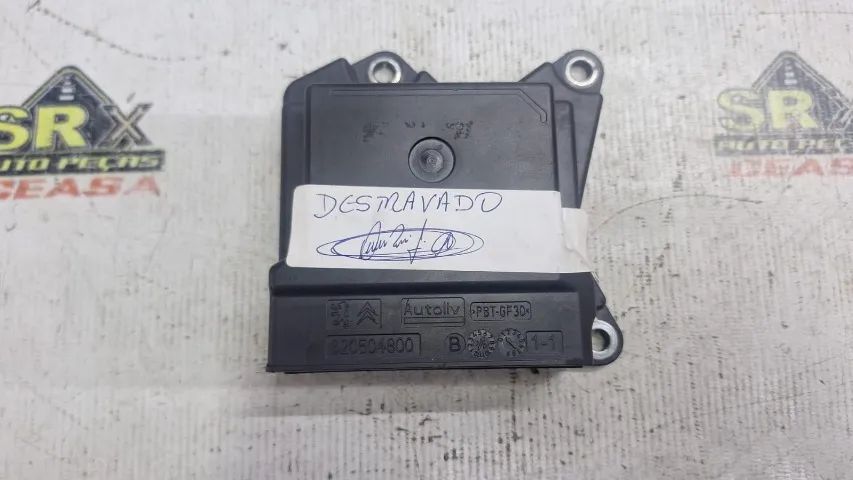 SRX
AUTO PEÇAS
CEASA
SRX
AUTO PEÇAS
CEASA
DESTRAVADO
Autoliv
>PBT-GF30<
620504800
B
1-1